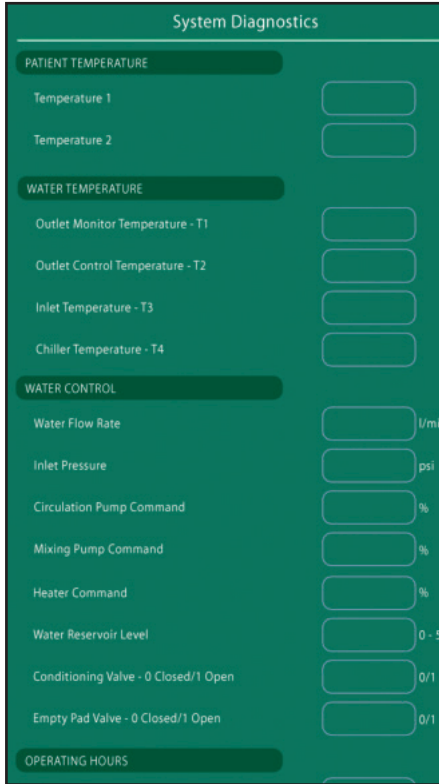 System Diagnostics
PATIENT TEMPERATURE
Temperature 1
Temperature 2
WATER TEMPERATURE
Outlet Monitor Temperature - T1
Outlet Control Temperature - T2
Inlet Temperature - T3
Chiller Temperature - T4
WATER CONTROL
Water Flow Rate l/mi
Inlet Pressure psi
Circulation Pump Command %
Mixing Pump Command %
Heater Command %
Water Reservoir Level 0 - 5
Conditioning Valve - 0 Closed/1 Open 0/1
Empty Pad Valve - 0 Closed/1 Open 0/1
OPERATING HOURS